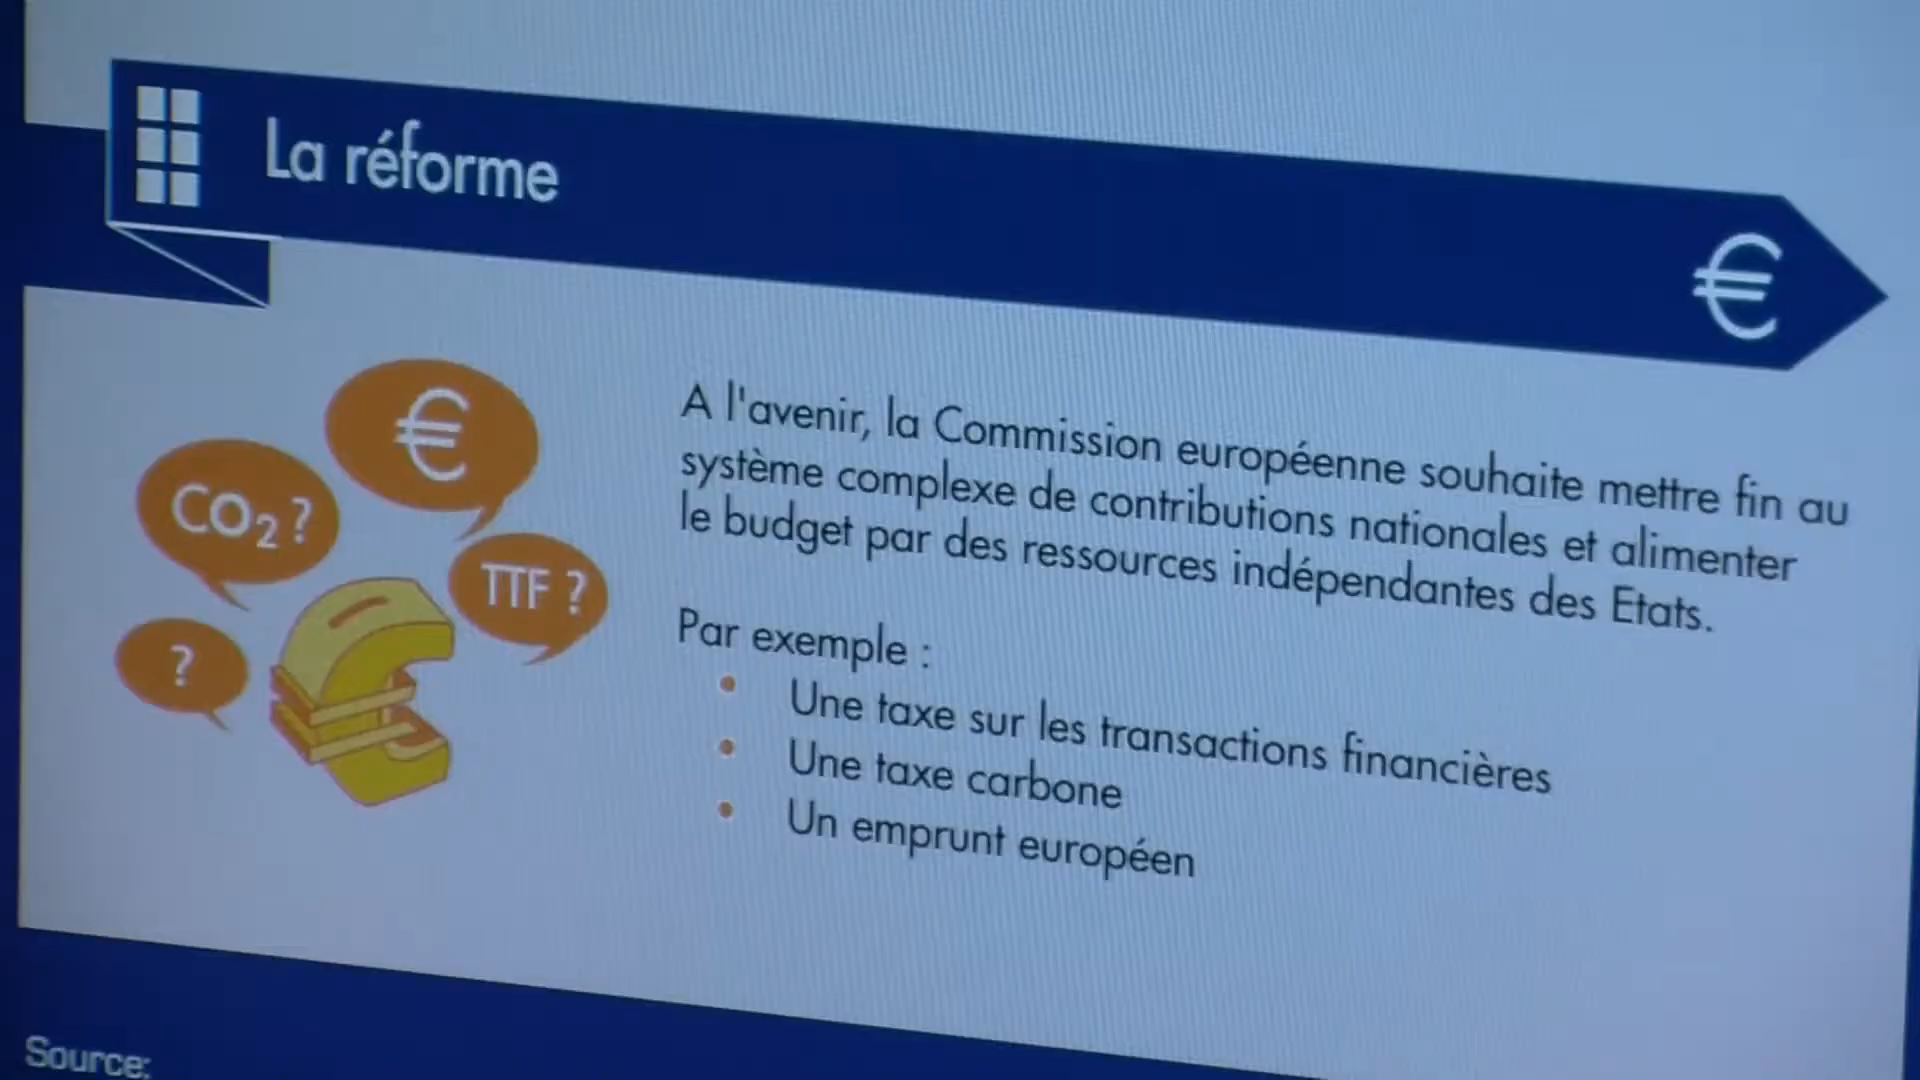 La réforme
€
€
CO₂ ?
TTF ?
?
A l'avenir, la Commission européenne souhaite mettre fin au
système complexe de contributions nationales et alimenter
le budget par des ressources indépendantes des Etats.
Par exemple :
• Une taxe sur les transactions financières
• Une taxe carbone
• Un emprunt européen
Source: